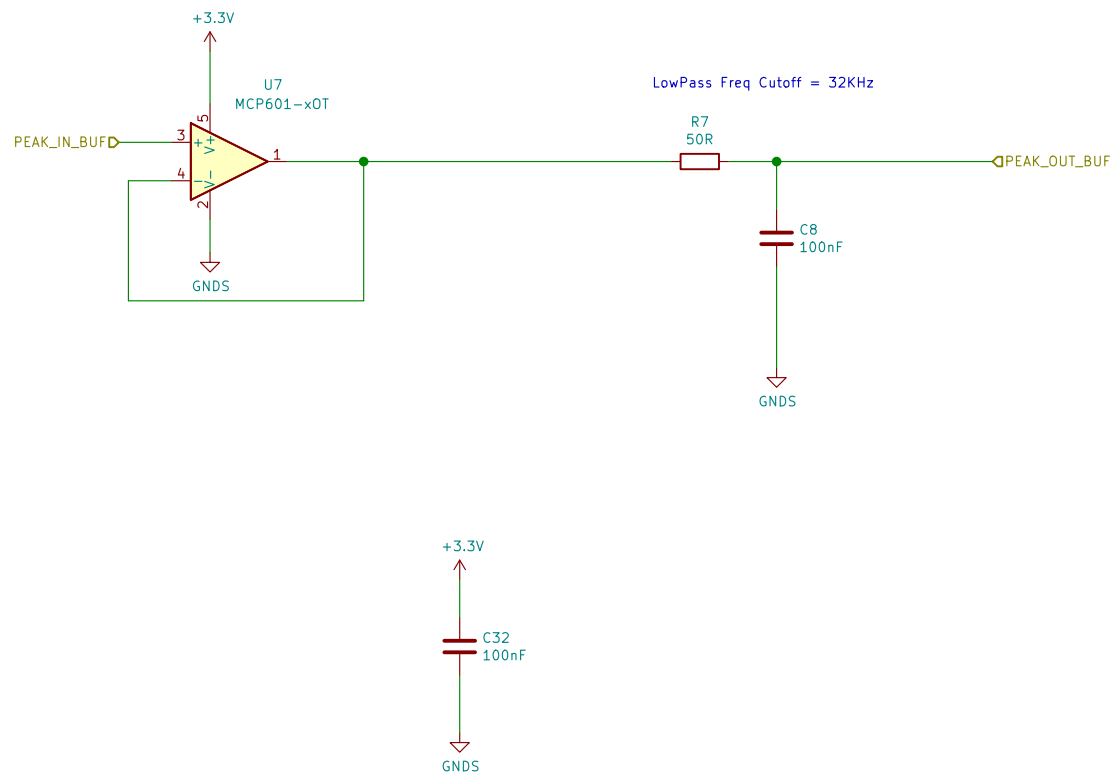 +3.3V
U7
MCP601-xOT
LowPass Freq Cutoff = 32KHz
PEAK_IN_BUF
3
+
5
V+
1
4
-
V-
2
GNDS
R7
50R
PEAK_OUT_BUF
C8
100nF
GNDS
+3.3V
C32
100nF
GNDS